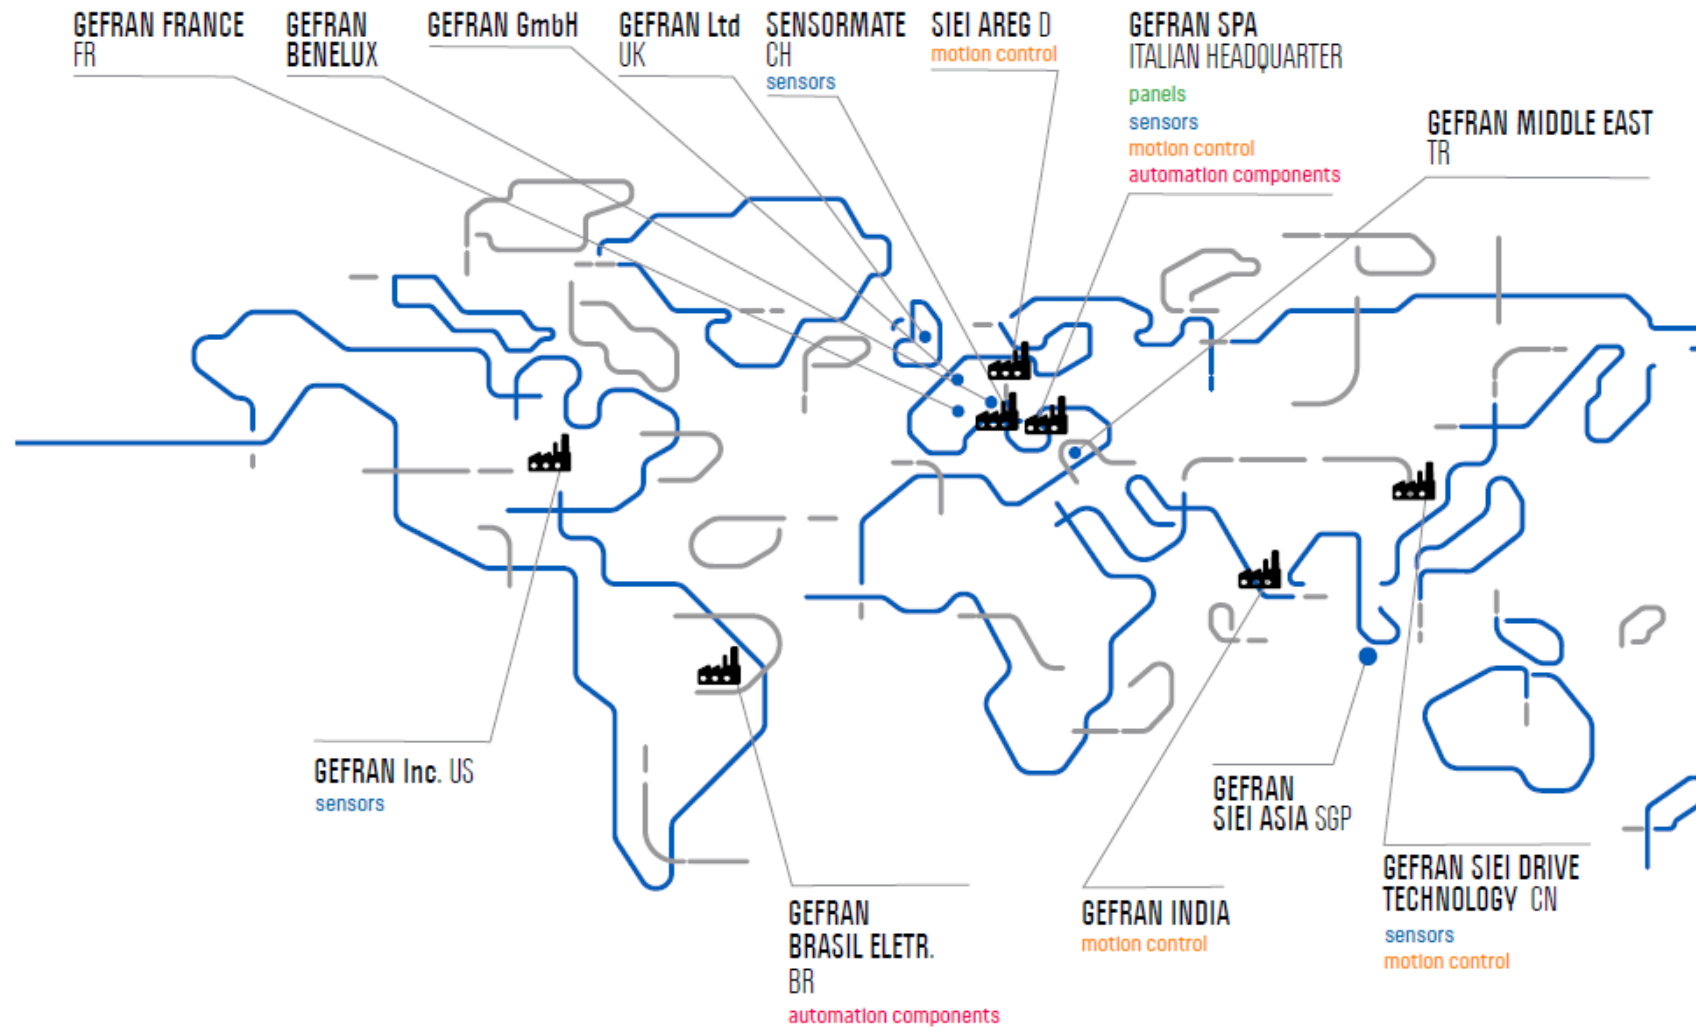 GEFRAN FRANCE
FR
GEFRAN
BENELUX
GEFRAN GmbH
GEFRAN Ltd
UK
SENSORMATE
CH
sensors
SIEI AREG D
motion control
GEFRAN SPA
ITALIAN HEADQUARTER
panels
sensors
motion control
automation components
GEFRAN MIDDLE EAST
TR
GEFRAN Inc. US
sensors
GEFRAN
BRASIL ELETR.
BR
automation components
GEFRAN INDIA
motion control
GEFRAN
SIEI ASIA SGP
GEFRAN SIEI DRIVE
TECHNOLOGY CN
sensors
motion control